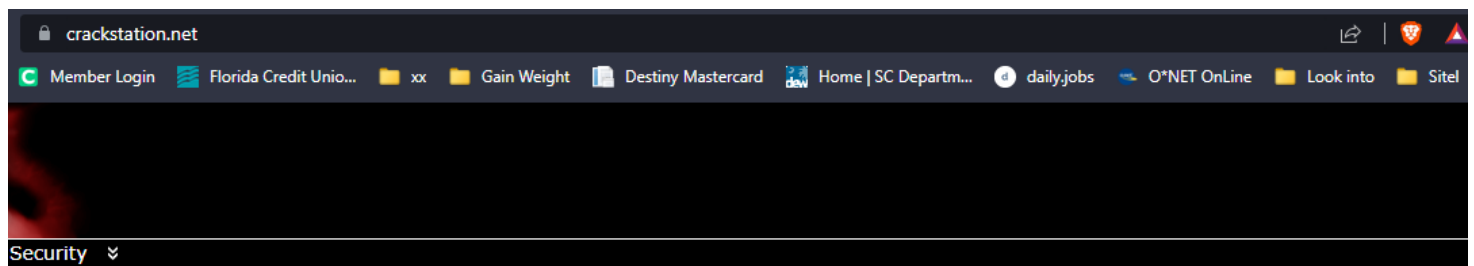 crackstation.net
Member Login Florida Credit Unio... xx Gain Weight Destiny Mastercard dew Home | SC Departm... d daily.jobs O*NET OnLine Look into Sitel
Security